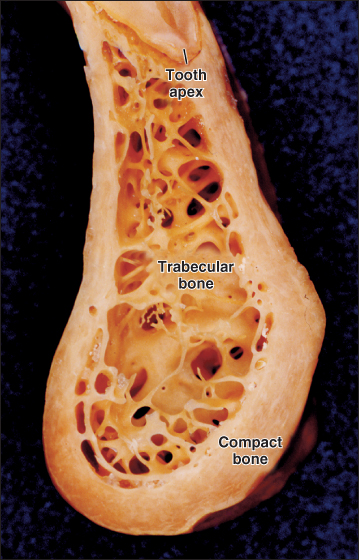 Tooth
apex
Trabecular
bone
Compact
bone